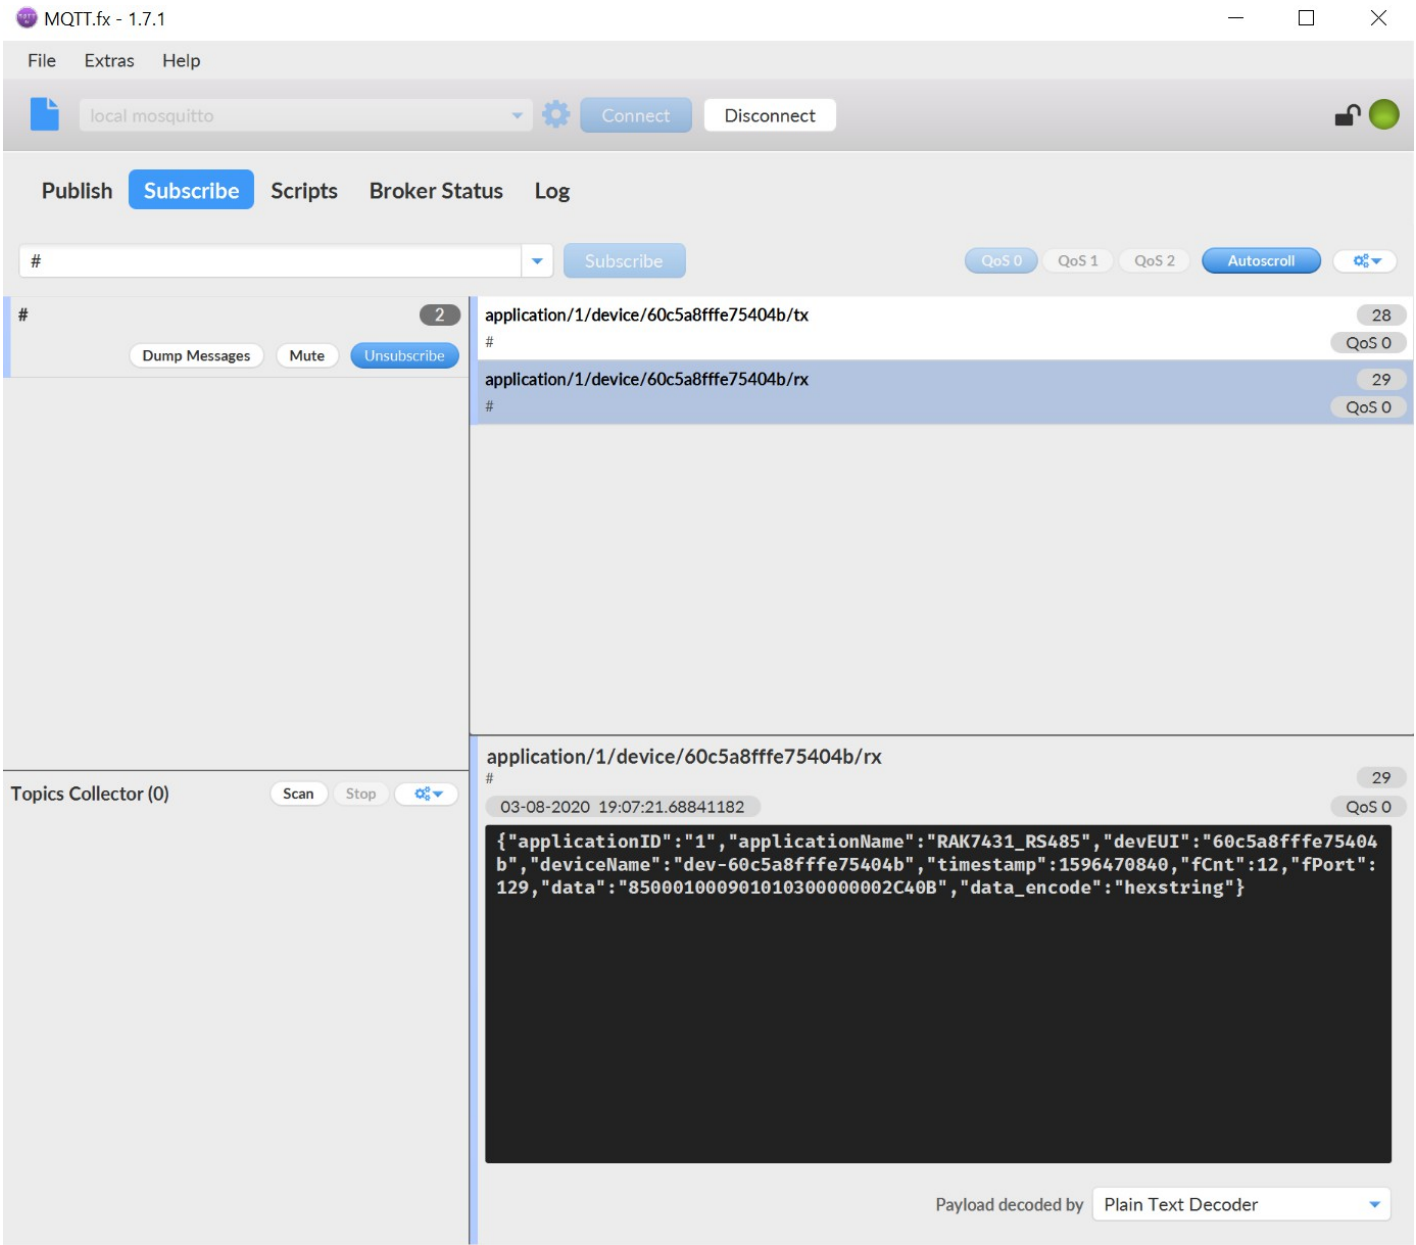 MQTT.fx - 1.7.1
File Extras Help
local mosquitto Connect Disconnect
Publish Subscribe Scripts Broker Status Log
# Subscribe QoS 0 QoS 1 QoS 2 Autoscroll
# 2
Dump Messages Mute Unsubscribe
application/1/device/60c5a8fffe75404b/tx 28
# QoS 0
application/1/device/60c5a8fffe75404b/rx 29
# QoS 0
Topics Collector (0) Scan Stop
application/1/device/60c5a8fffe75404b/rx
# 29
03-08-2020 19:07:21.68841182 QoS 0
{"applicationID":"1","applicationName":"RAK7431_RS485","devEUI":"60c5a8fffe75404
b","deviceName":"dev-60c5a8fffe75404b","timestamp":1596470840,"fCnt":12,"fPort":
129,"data":"850001000901010300000002C40B","data_encode":"hexstring"}
Payload decoded by Plain Text Decoder